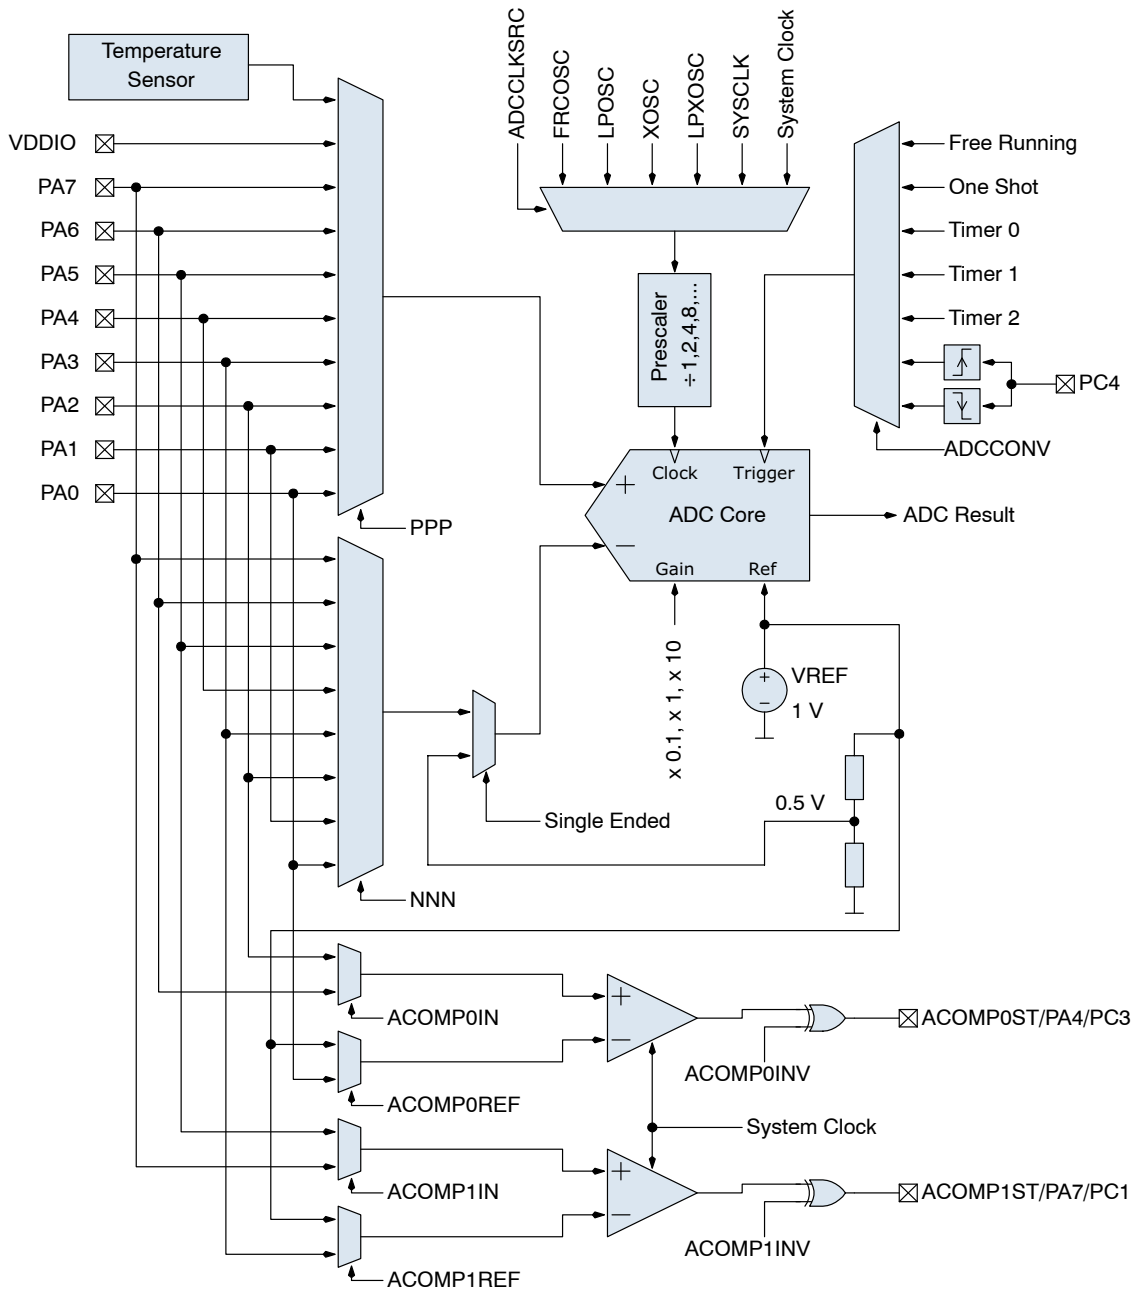 Temperature
Sensor
VDDIO
PA7
PA6
PA5
PA4
PA3
PA2
PA1
PA0
PPP
NNN
ADCCLKSRC
FRCOSC
LPOSC
XOSC
LPXOSC
SYSCLK
System Clock
Prescaler
÷1,2,4,8,...
Free Running
One Shot
Timer 0
Timer 1
Timer 2
PC4
ADCCONV
Clock
Trigger
+
ADC Core
−
Gain
Ref
ADC Result
x 0.1, x 1, x 10
+
−
VREF
1 V
0.5 V
Single Ended
ACOMP0IN
ACOMP0REF
+
−
ACOMP0INV
ACOMP0ST/PA4/PC3
System Clock
ACOMP1IN
ACOMP1REF
+
−
ACOMP1INV
ACOMP1ST/PA7/PC1